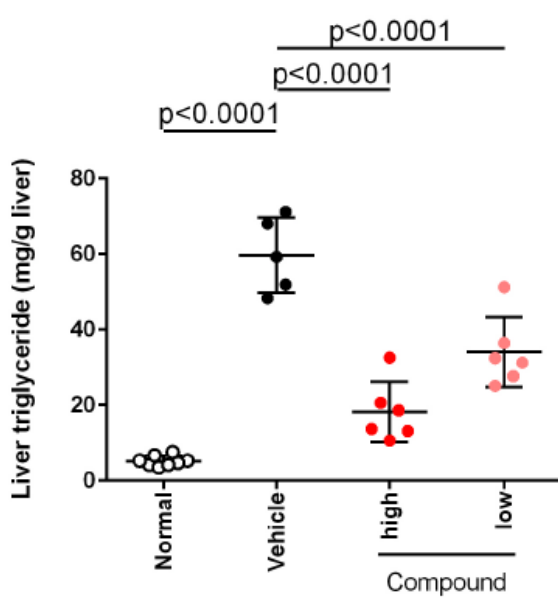 p<0.0001
p<0.0001
p<0.0001
Liver triglyceride (mg/g liver)
80
60
40
20
0
Normal
Vehicle
high
low
Compound